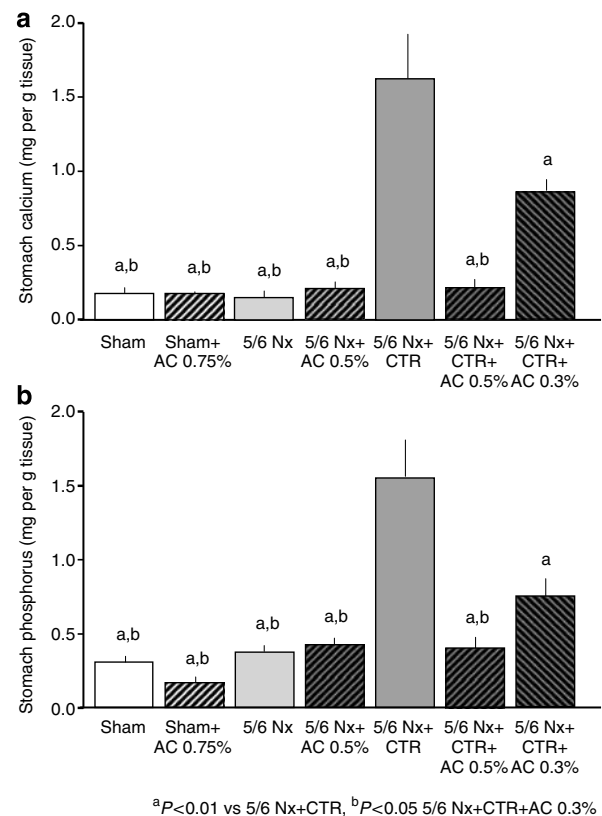 a
Stomach calcium (mg per g tissue)
2.0
1.5
1.0
0.5
0.0
a,b
a,b
a,b
a,b
a,b
a
Sham
Sham+
AC 0.75%
5/6 Nx
5/6 Nx+
AC 0.5%
5/6 Nx+
CTR
5/6 Nx+
CTR+
AC 0.5%
5/6 Nx+
CTR+
AC 0.3%
b
Stomach phosphorus (mg per g tissue)
2.0
1.5
1.0
0.5
0.0
a,b
a,b
a,b
a,b
a,b
a
Sham
Sham+
AC 0.75%
5/6 Nx
5/6 Nx+
AC 0.5%
5/6 Nx+
CTR
5/6 Nx+
CTR+
AC 0.5%
5/6 Nx+
CTR+
AC 0.3%
aP<0.01 vs 5/6 Nx+CTR, bP<0.05 5/6 Nx+CTR+AC 0.3%